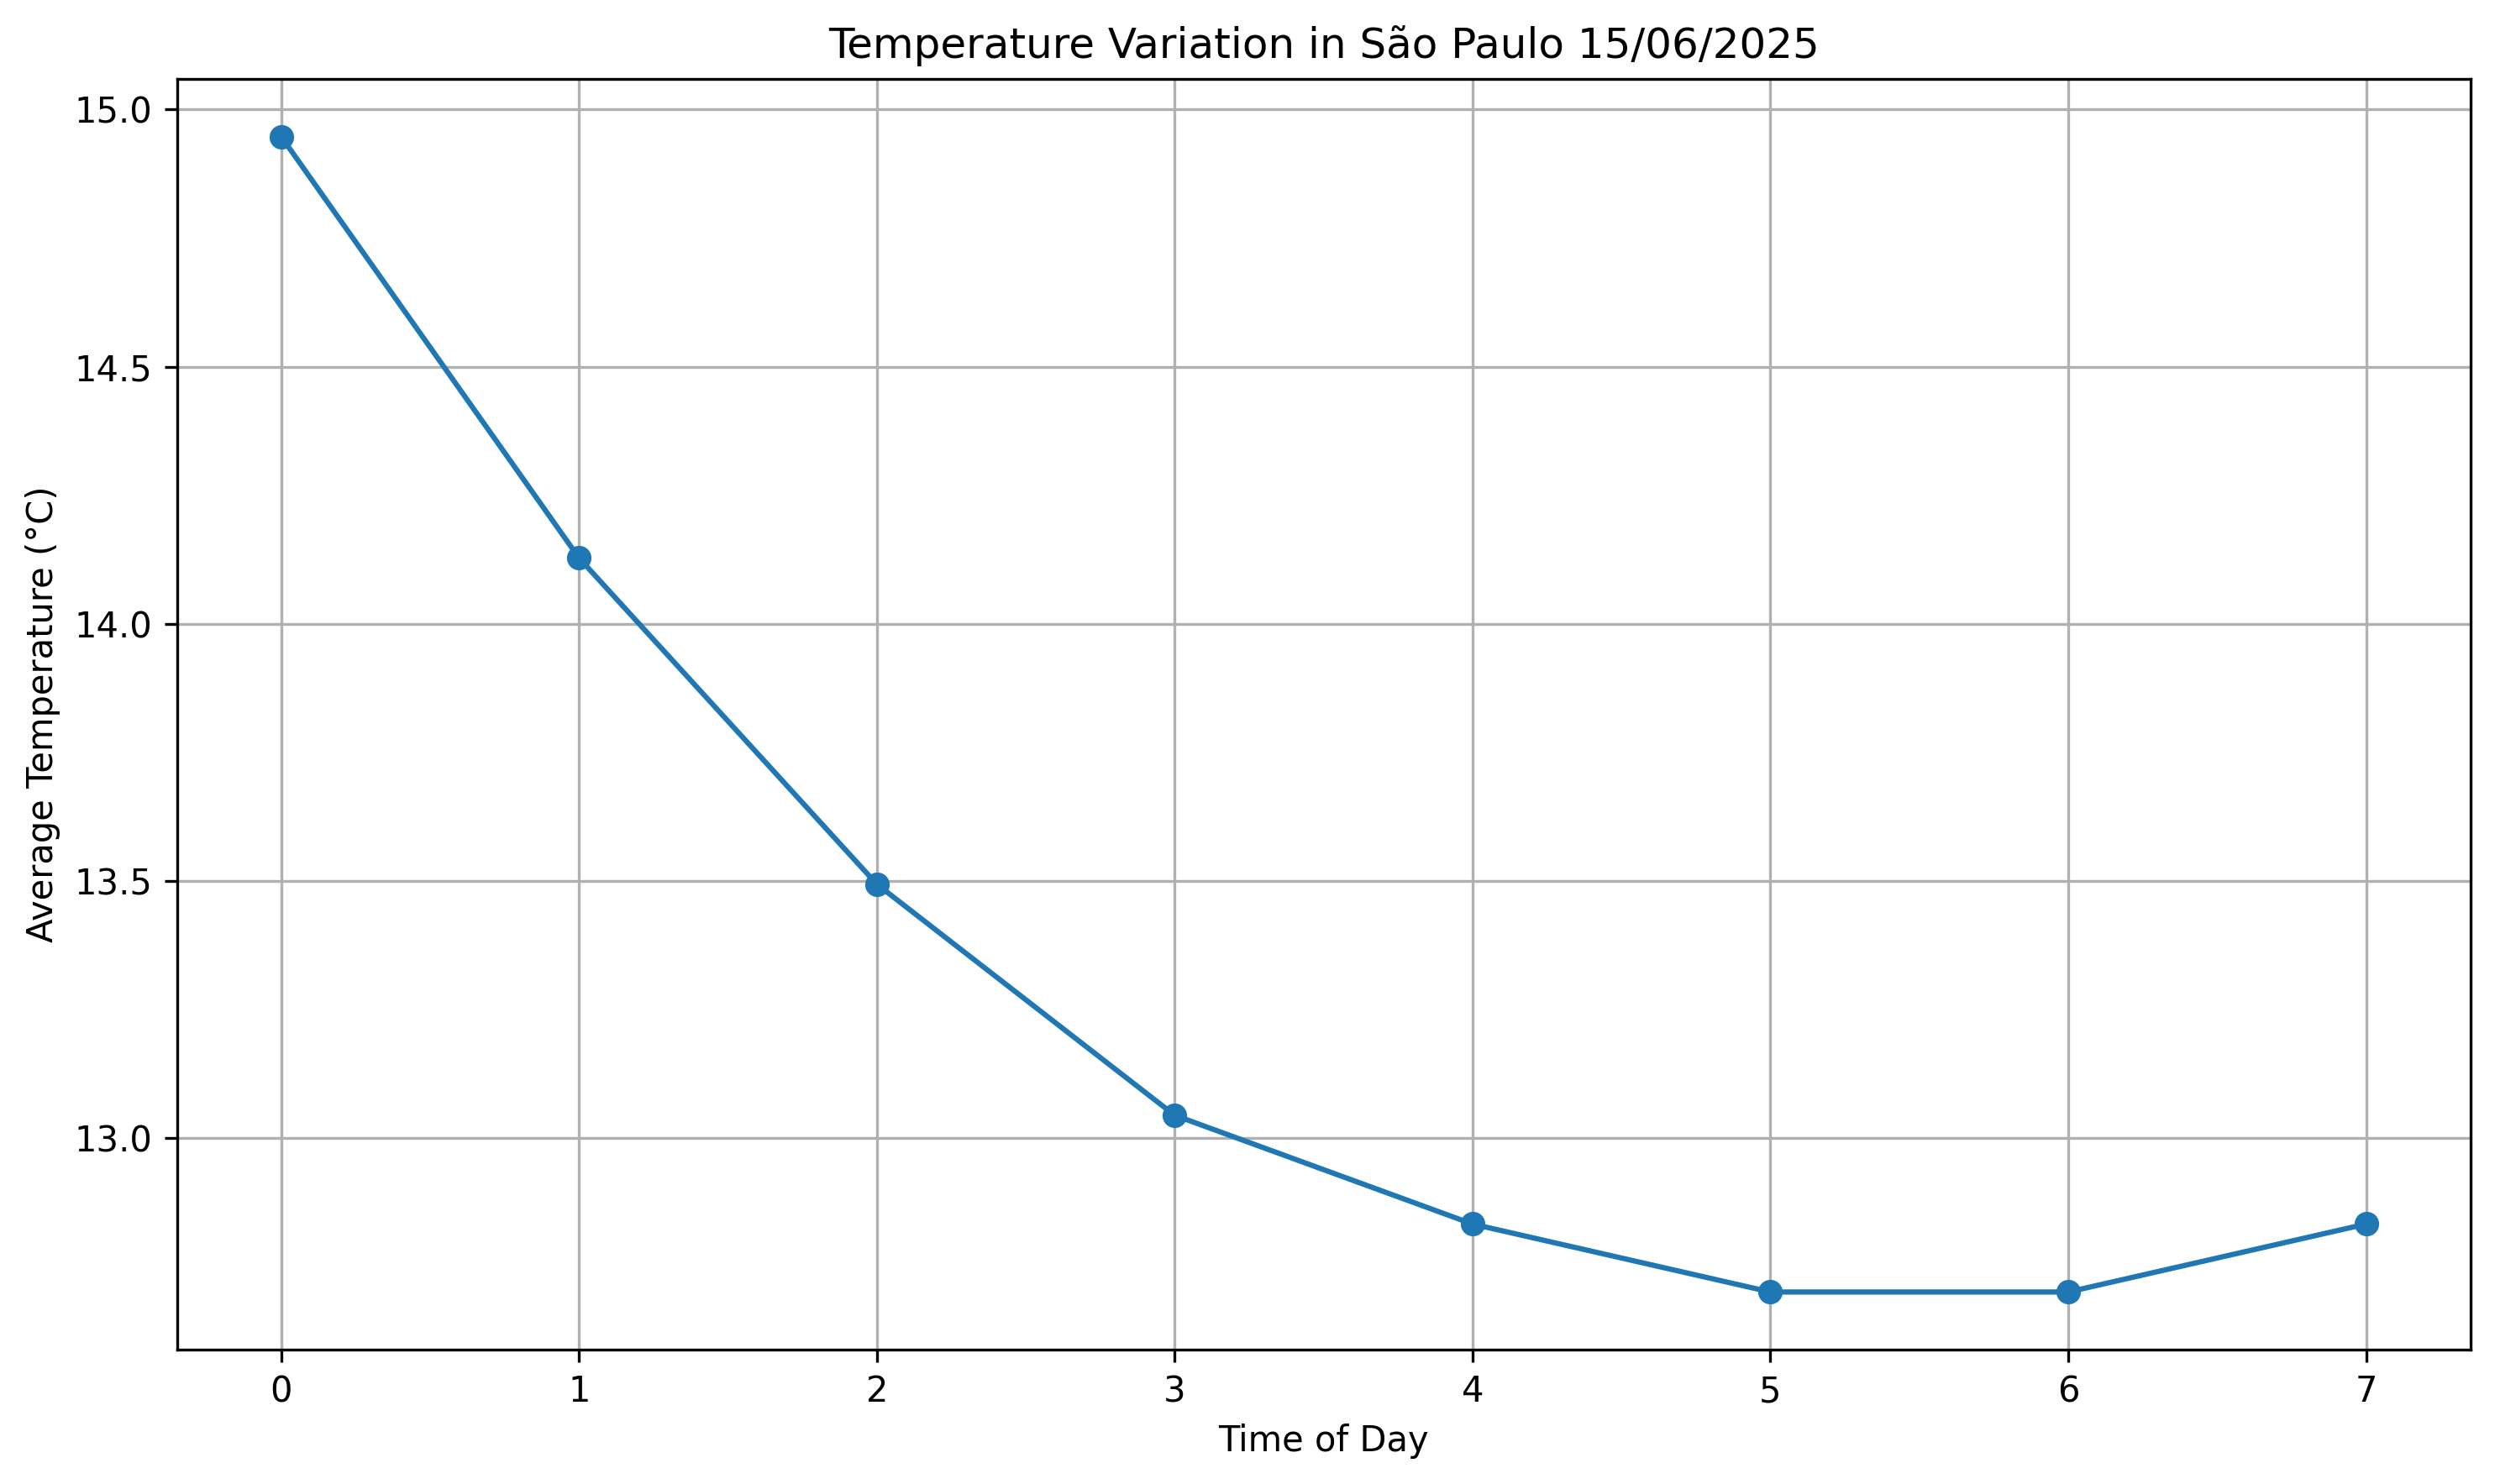 Temperature Variation in São Paulo 15/06/2025
Average Temperature (°C)
15.0
14.5
14.0
13.5
13.0
0 1 2 3 4 5 6 7
Time of Day